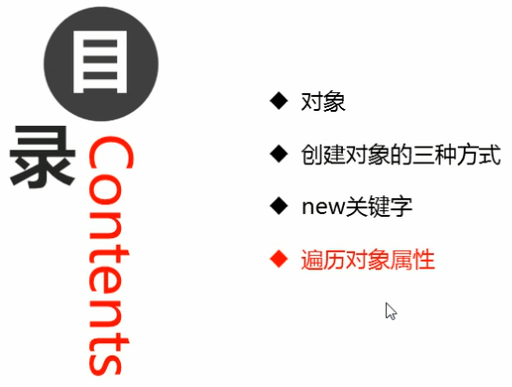 目录
Contents
对象
创建对象的三种方式
new关键字
遍历对象属性